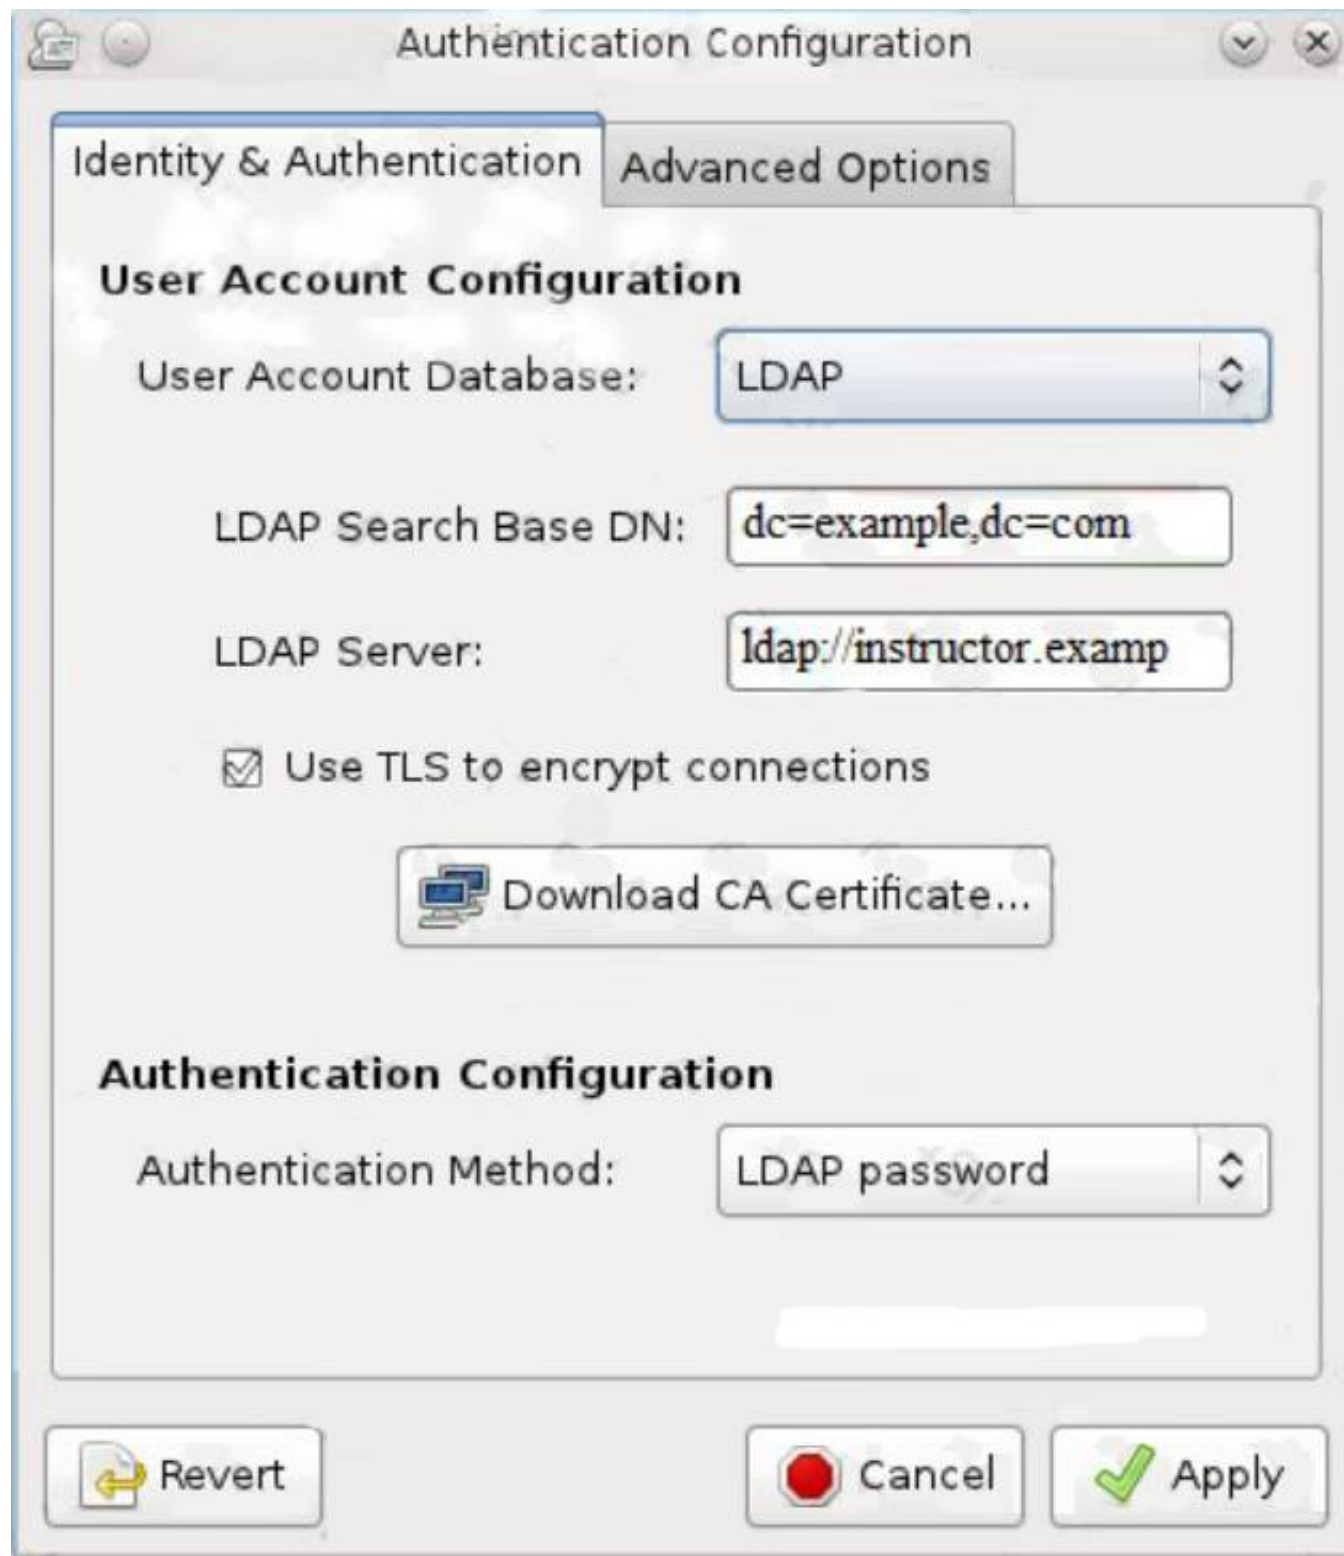 Authentication Configuration
Identity & Authentication
Advanced Options
User Account Configuration
User Account Database: LDAP
LDAP Search Base DN: dc=example,dc=com
LDAP Server: ldap://instructor.examp
Use TLS to encrypt connections
Download CA Certificate...
Authentication Configuration
Authentication Method: LDAP password
Revert Cancel Apply